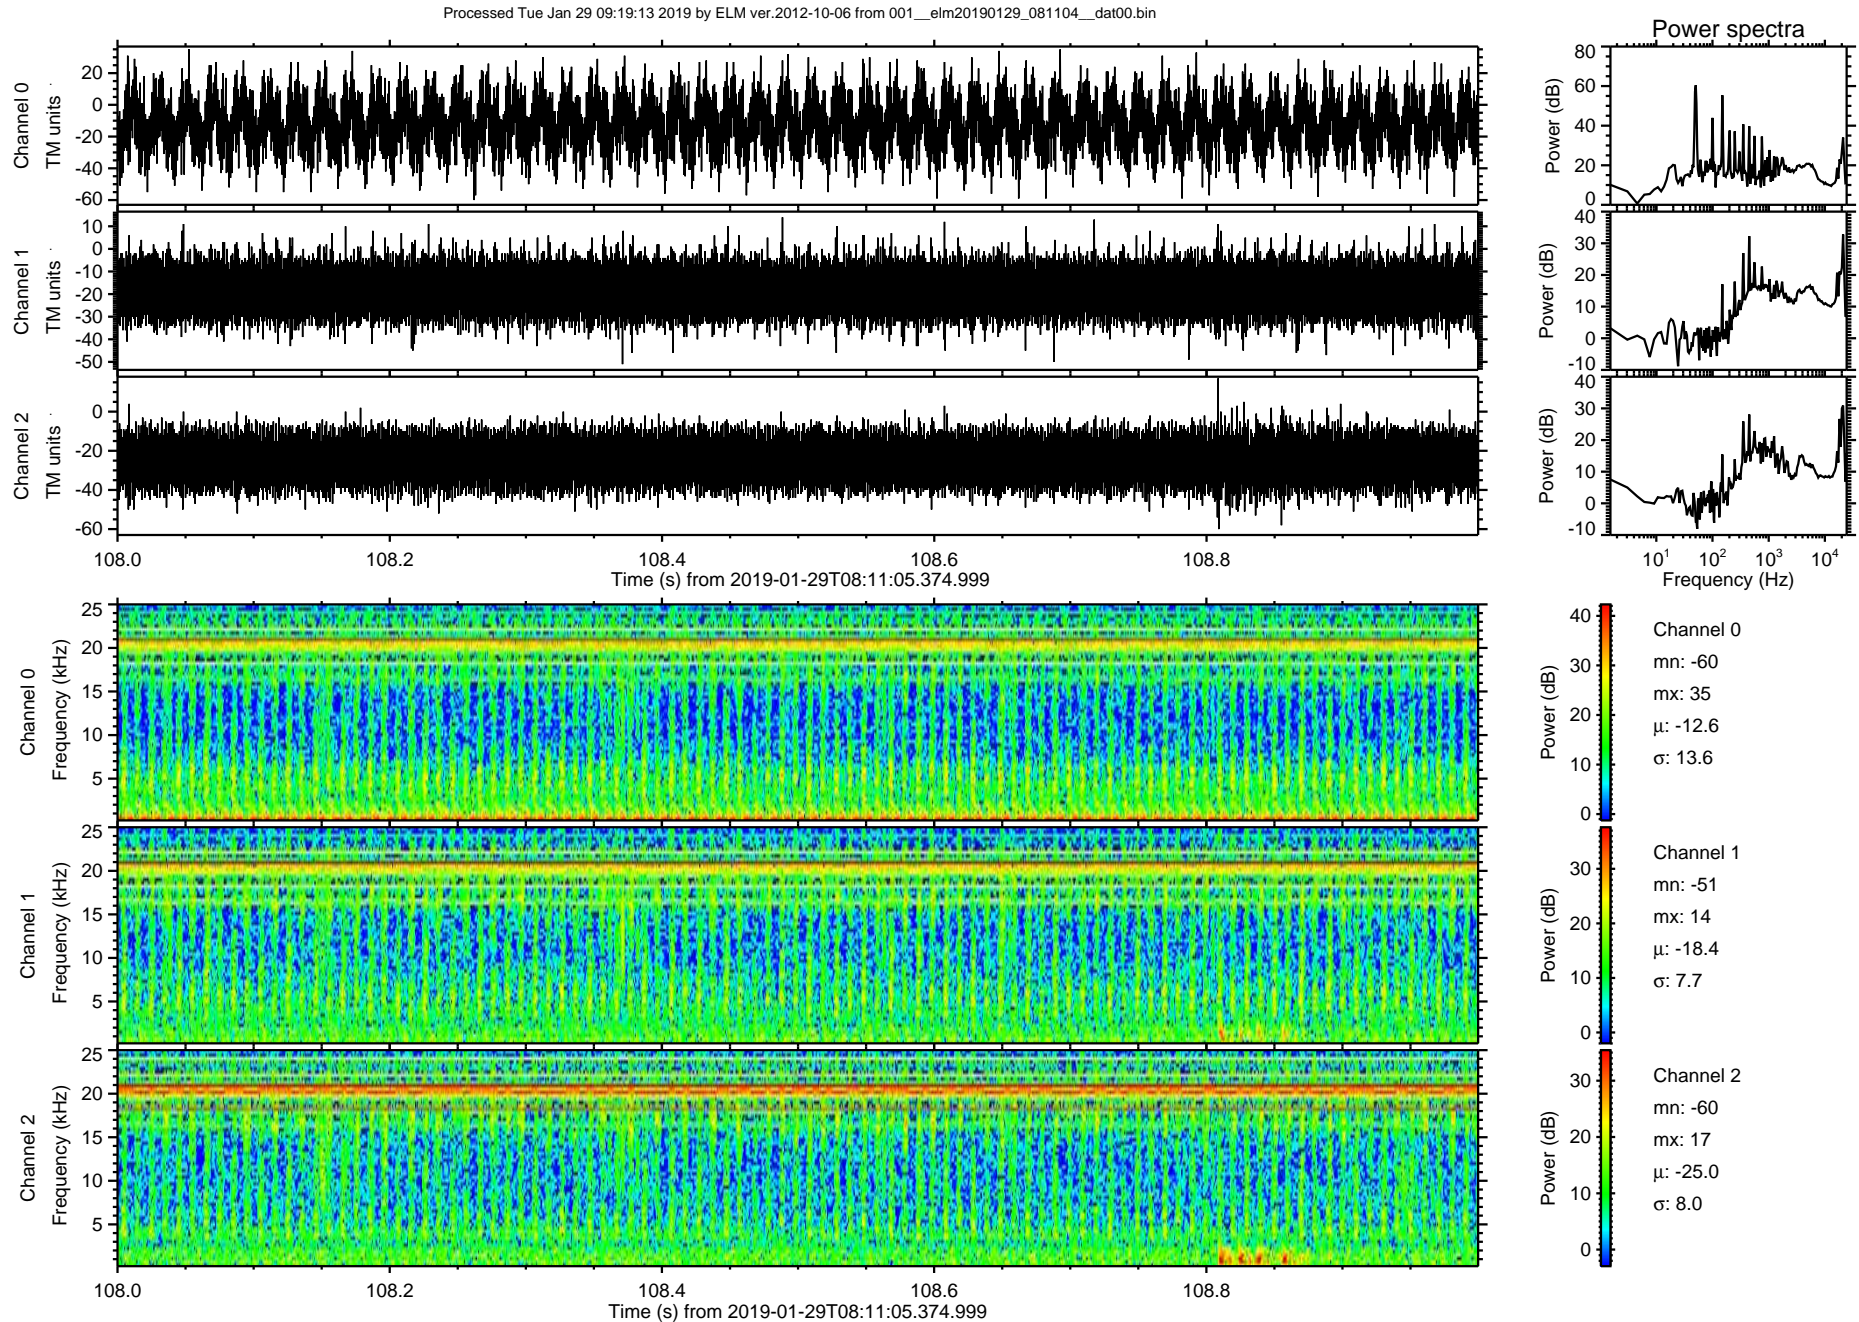 Processed Tue Jan 29 09:19:13 2019 by ELM ver.2012-10-06 from 001__elm20190129_081104__dat00.bin
Power spectra
Channel 0
TM units
20
0
-20
-40
-60
Power (dB)
80
60
40
20
0
Channel 1
TM units
10
0
-10
-20
-30
-40
-50
Power (dB)
40
30
20
10
0
-10
Channel 2
TM units
0
-20
-40
-60
Power (dB)
40
30
20
10
0
-10
108.0
108.2
108.4
108.6
108.8
Time (s) from 2019-01-29T08:11:05.374.999
10^1
10^2
10^3
10^4
Frequency (Hz)
Channel 0
Frequency (kHz)
25
20
15
10
5
Power (dB)
40
30
20
10
0
Channel 0
mn: -60
mx: 35
μ: -12.6
σ: 13.6
Channel 1
Frequency (kHz)
25
20
15
10
5
Power (dB)
30
20
10
0
Channel 1
mn: -51
mx: 14
μ: -18.4
σ: 7.7
Channel 2
Frequency (kHz)
25
20
15
10
5
Power (dB)
30
20
10
0
Channel 2
mn: -60
mx: 17
μ: -25.0
σ: 8.0
108.0
108.2
108.4
108.6
108.8
Time (s) from 2019-01-29T08:11:05.374.999